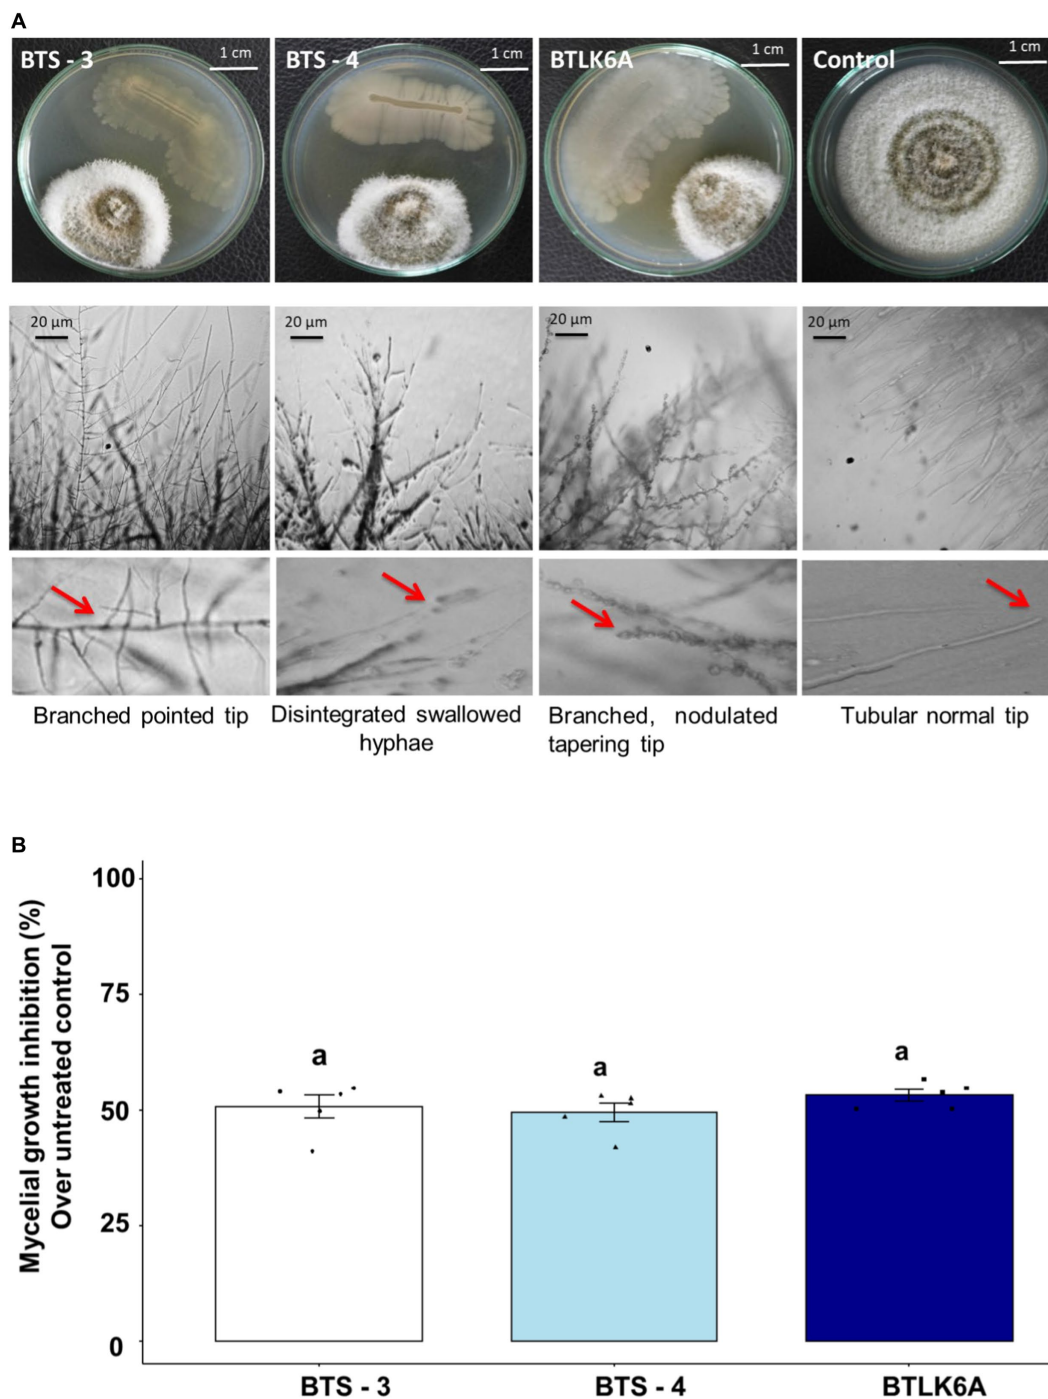 A
BTS - 3
1 cm
BTS - 4
1 cm
BTLK6A
1 cm
Control
1 cm
20 µm
20 µm
20 µm
20 µm
Branched pointed tip
Disintegrated swallowed
hyphae
Branched, nodulated
tapering tip
Tubular normal tip
B
Mycelial growth inhibition (%)
Over untreated control
100
75
50
25
0
a
a
a
BTS - 3
BTS - 4
BTLK6A